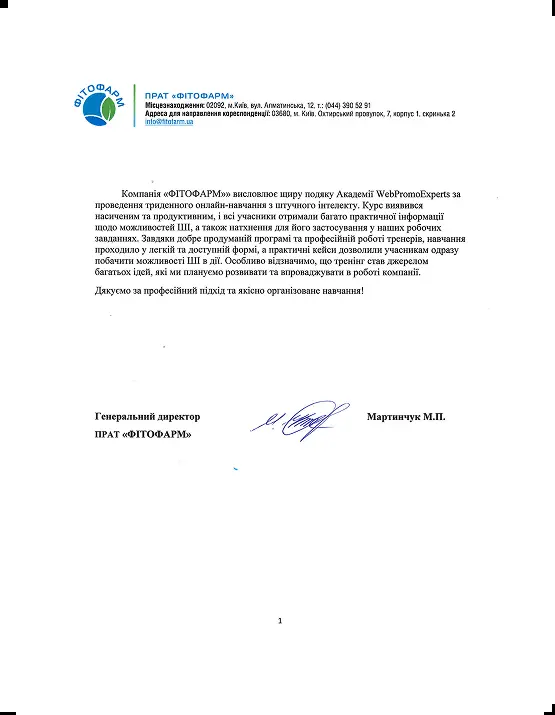 ФІТОФАРМ
ПРАТ «ФІТОФАРМ»
Місцезнаходження: 02092, м.Київ, вул. Алматинська, 12, т.: (044) 390 52 91
Адреса для направлення кореспонденції: 03680, м. Київ, Охтирський провулок, 7, корпус 1. скринька 2
info@fitofarm.ua
Компанія «ФІТОФАРМ»» висловлює щиру подяку Академії WebPromoExperts за
проведення триденного онлайн-навчання з штучного інтелекту. Курс виявився
насиченим та продуктивним, і всі учасники отримали багато практичної інформації
щодо можливостей ШІ, а також натхнення для його застосування у наших робочих
завданнях. Завдяки добре продуманій програмі та професійній роботі тренерів, навчання
проходило у легкій та доступній формі, а практичні кейси дозволили учасникам одразу
побачити можливості ШІ в дії. Особливо відзначимо, що тренінг став джерелом
багатьох ідей, які ми плануємо розвивати та впроваджувати в роботі компанії.
Дякуємо за професійний підхід та якісно організоване навчання!
Генеральний директор Мартинчук М.П.
ПРАТ «ФІТОФАРМ»
1